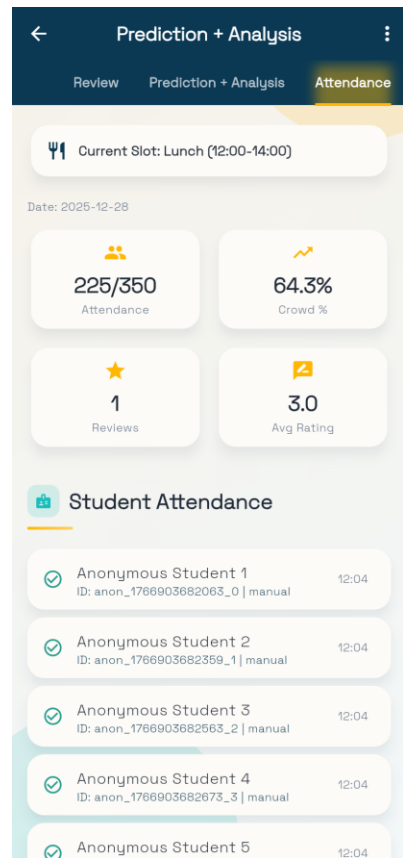 Prediction + Analysis
Review Prediction + Analysis Attendance
Current Slot: Lunch (12:00-14:00)
Date: 2025-12-28
225/350
Attendance
64.3%
Crowd %
1
Reviews
3.0
Avg Rating
Student Attendance
Anonymous Student 1
ID: anon_1766903682063_0 | manual
12:04
Anonymous Student 2
ID: anon_1766903682359_1 | manual
12:04
Anonymous Student 3
ID: anon_1766903682563_2 | manual
12:04
Anonymous Student 4
ID: anon_1766903682673_3 | manual
12:04
Anonymous Student 5
12:04